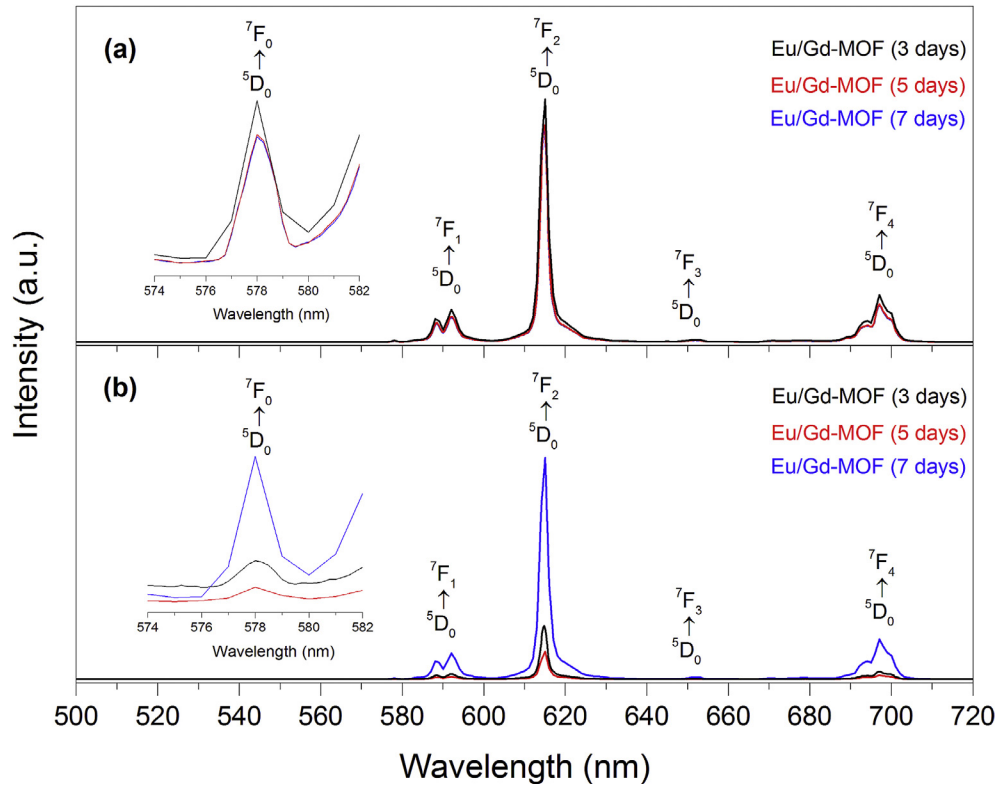 Intensity (a.u.)
(a)
⁷F₀
↑
⁵D₀
574 576 578 580 582
Wavelength (nm)
⁷F₁
↑
⁵D₀
⁷F₂
↑
⁵D₀
⁷F₃
↑
⁵D₀
⁷F₄
↑
⁵D₀
Eu/Gd-MOF (3 days)
Eu/Gd-MOF (5 days)
Eu/Gd-MOF (7 days)
(b)
⁷F₀
↑
⁵D₀
574 576 578 580 582
Wavelength (nm)
⁷F₁
↑
⁵D₀
⁷F₂
↑
⁵D₀
⁷F₃
↑
⁵D₀
⁷F₄
↑
⁵D₀
Eu/Gd-MOF (3 days)
Eu/Gd-MOF (5 days)
Eu/Gd-MOF (7 days)
500 520 540 560 580 600 620 640 660 680 700 720
Wavelength (nm)